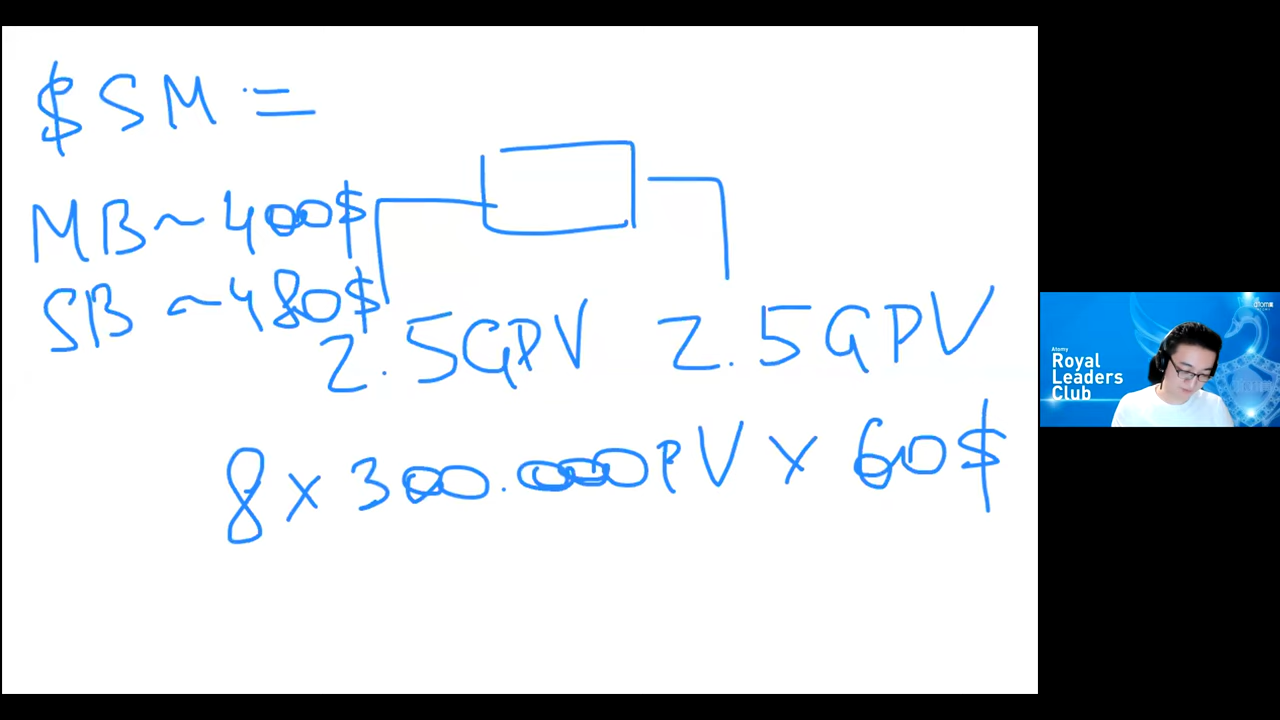 $ SM =
MB ~ 400$
SB ~ 480$
2.5GPV 2.5GPV
8 x 300.000PV x 60$
Atomy
Royal
Leaders
Club